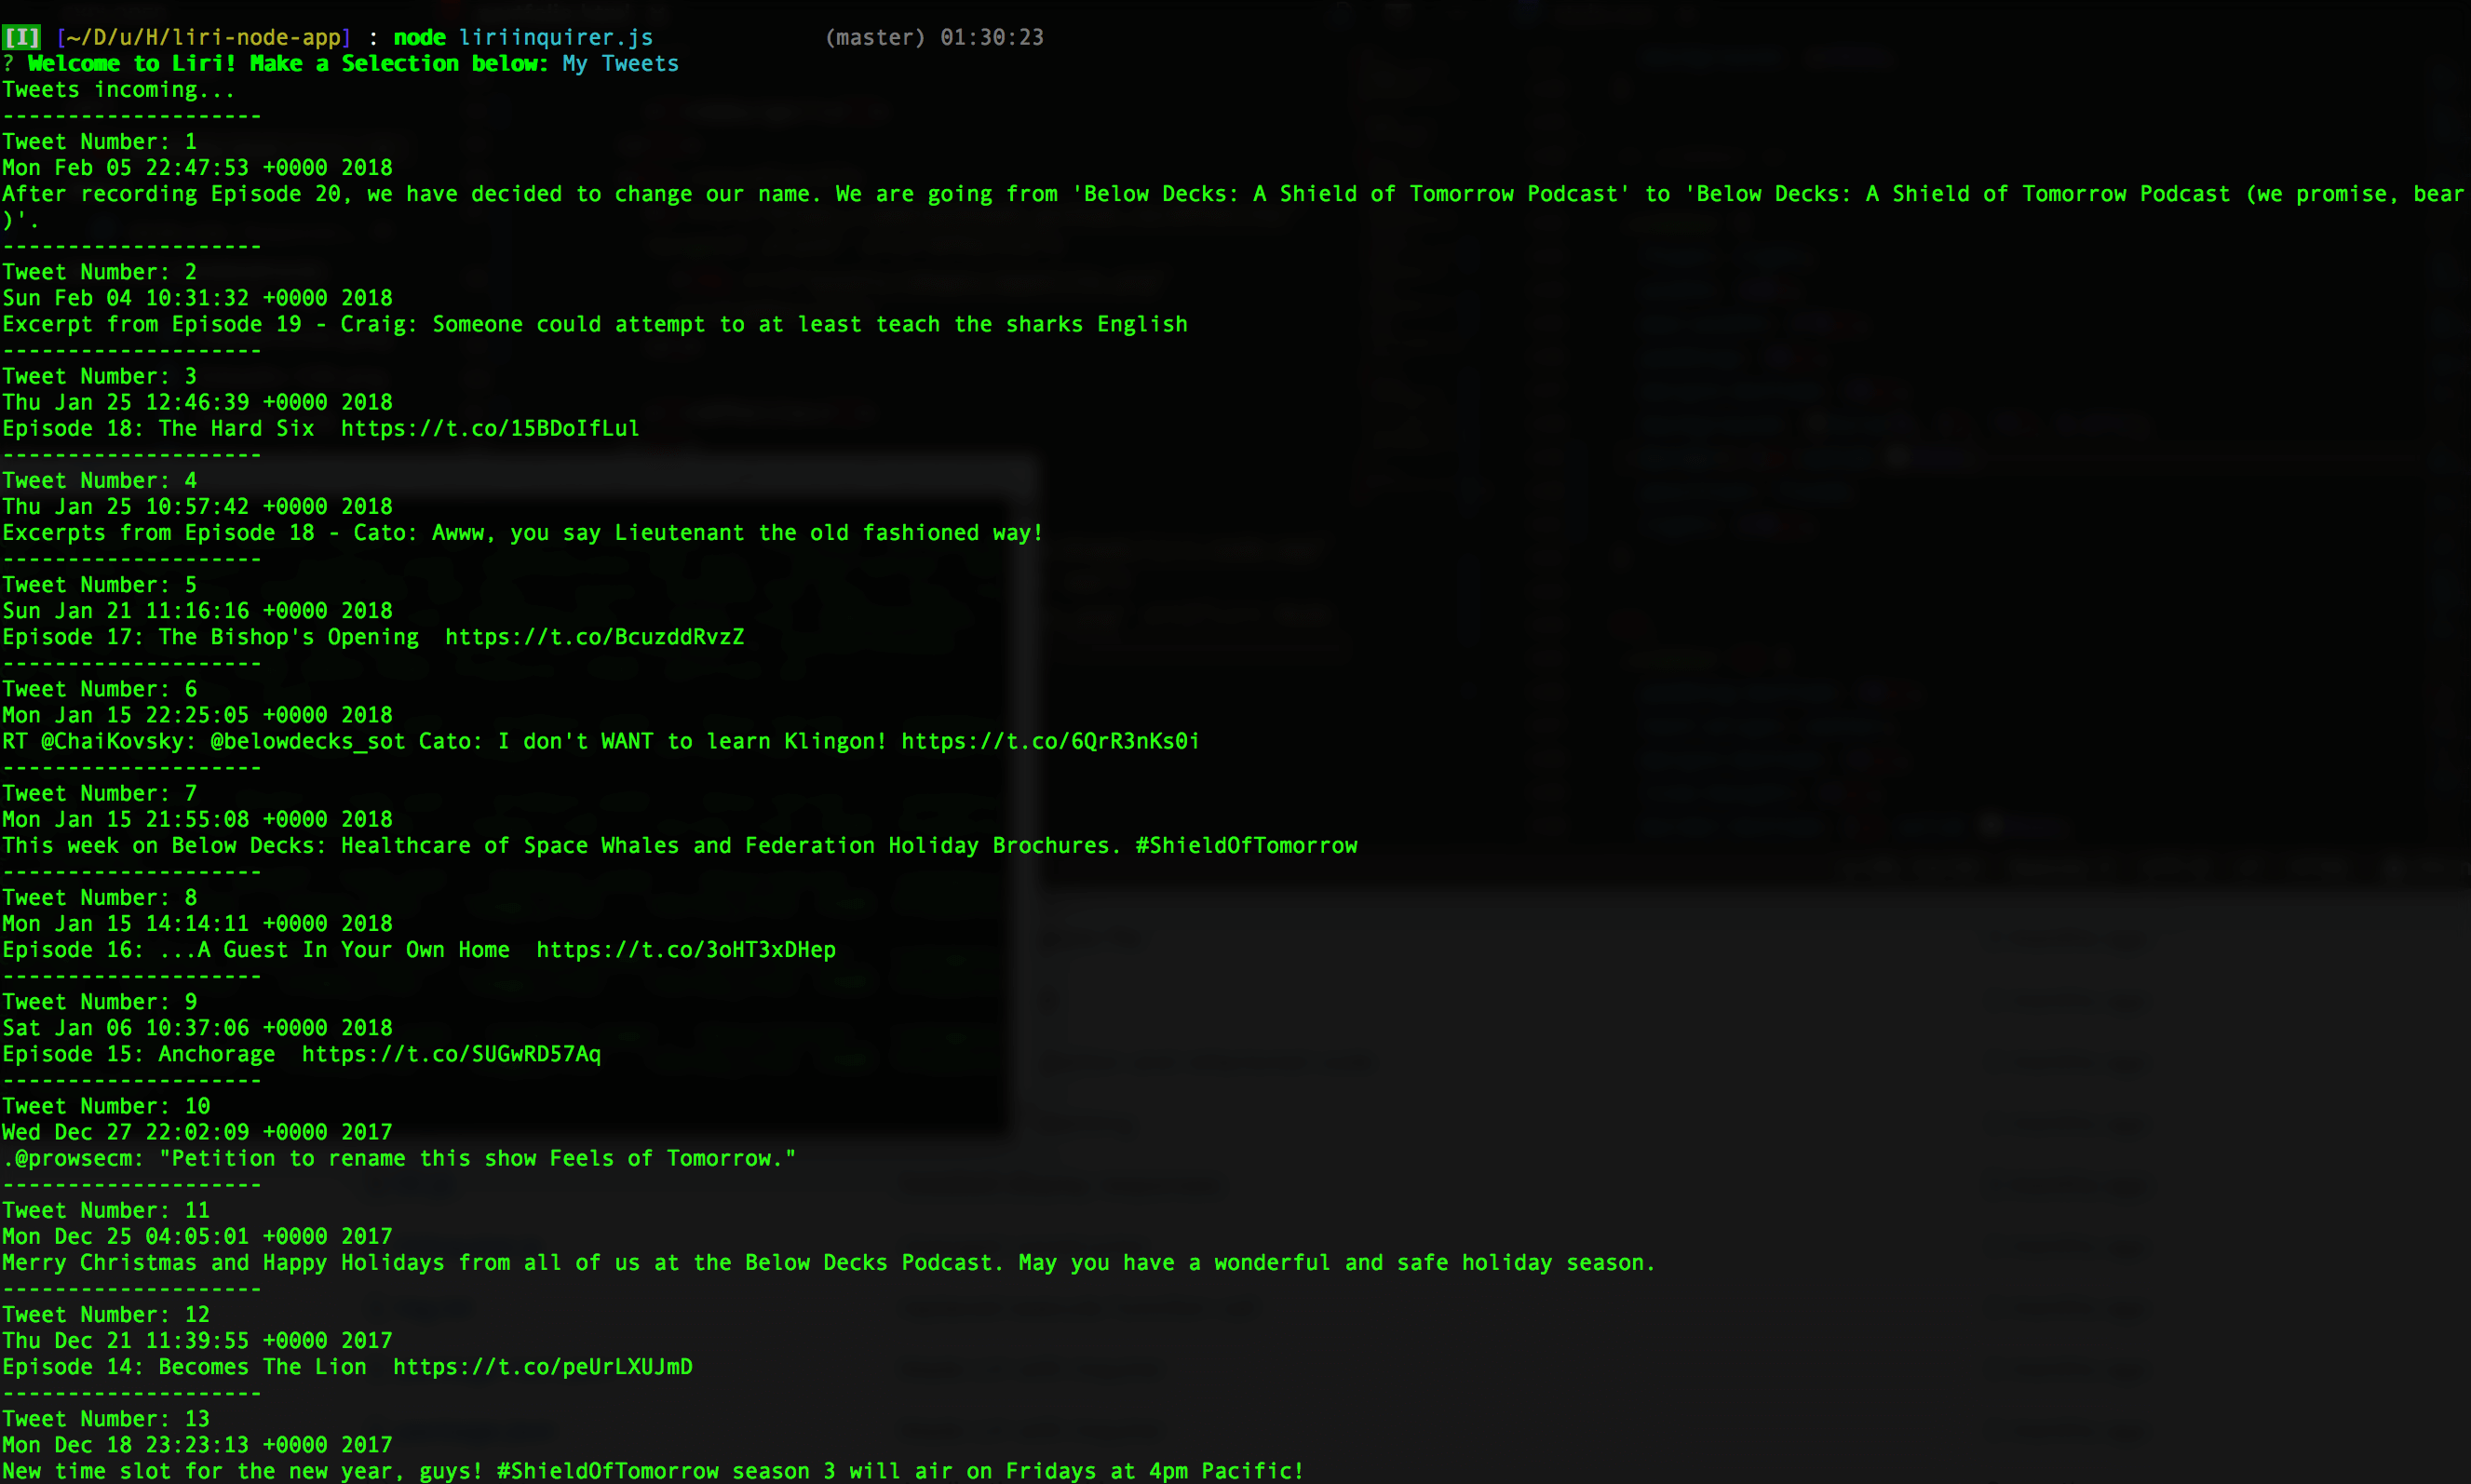 [I] [~/D/u/H/liri-node-app] : node liriinquirer.js (master) 01:30:23
? Welcome to Liri! Make a Selection below: My Tweets
Tweets incoming...
--------------------
Tweet Number: 1
Mon Feb 05 22:47:53 +0000 2018
After recording Episode 20, we have decided to change our name. We are going from 'Below Decks: A Shield of Tomorrow Podcast' to 'Below Decks: A Shield of Tomorrow Podcast (we promise, bear
)'.
--------------------
Tweet Number: 2
Sun Feb 04 10:31:32 +0000 2018
Excerpt from Episode 19 - Craig: Someone could attempt to at least teach the sharks English
--------------------
Tweet Number: 3
Thu Jan 25 12:46:39 +0000 2018
Episode 18: The Hard Six  https://t.co/15BDoIfLul
--------------------
Tweet Number: 4
Thu Jan 25 10:57:42 +0000 2018
Excerpts from Episode 18 - Cato: Awww, you say Lieutenant the old fashioned way!
--------------------
Tweet Number: 5
Sun Jan 21 11:16:16 +0000 2018
Episode 17: The Bishop's Opening  https://t.co/BcuzddRvzZ
--------------------
Tweet Number: 6
Mon Jan 15 22:25:05 +0000 2018
RT @ChaiKovsky: @belowdecks_sot Cato: I don't WANT to learn Klingon! https://t.co/6QrR3nKs0i
--------------------
Tweet Number: 7
Mon Jan 15 21:55:08 +0000 2018
This week on Below Decks: Healthcare of Space Whales and Federation Holiday Brochures. #ShieldOfTomorrow
--------------------
Tweet Number: 8
Mon Jan 15 14:14:11 +0000 2018
Episode 16: ...A Guest In Your Own Home  https://t.co/3oHT3xDHep
--------------------
Tweet Number: 9
Sat Jan 06 10:37:06 +0000 2018
Episode 15: Anchorage  https://t.co/SUGwRD57Aq
--------------------
Tweet Number: 10
Wed Dec 27 22:02:09 +0000 2017
.@prowsecm: "Petition to rename this show Feels of Tomorrow."
--------------------
Tweet Number: 11
Mon Dec 25 04:05:01 +0000 2017
Merry Christmas and Happy Holidays from all of us at the Below Decks Podcast. May you have a wonderful and safe holiday season.
--------------------
Tweet Number: 12
Thu Dec 21 11:39:55 +0000 2017
Episode 14: Becomes The Lion  https://t.co/peUrLXUJmD
--------------------
Tweet Number: 13
Mon Dec 18 23:23:13 +0000 2017
New time slot for the new year, guys! #ShieldOfTomorrow season 3 will air on Fridays at 4pm Pacific!